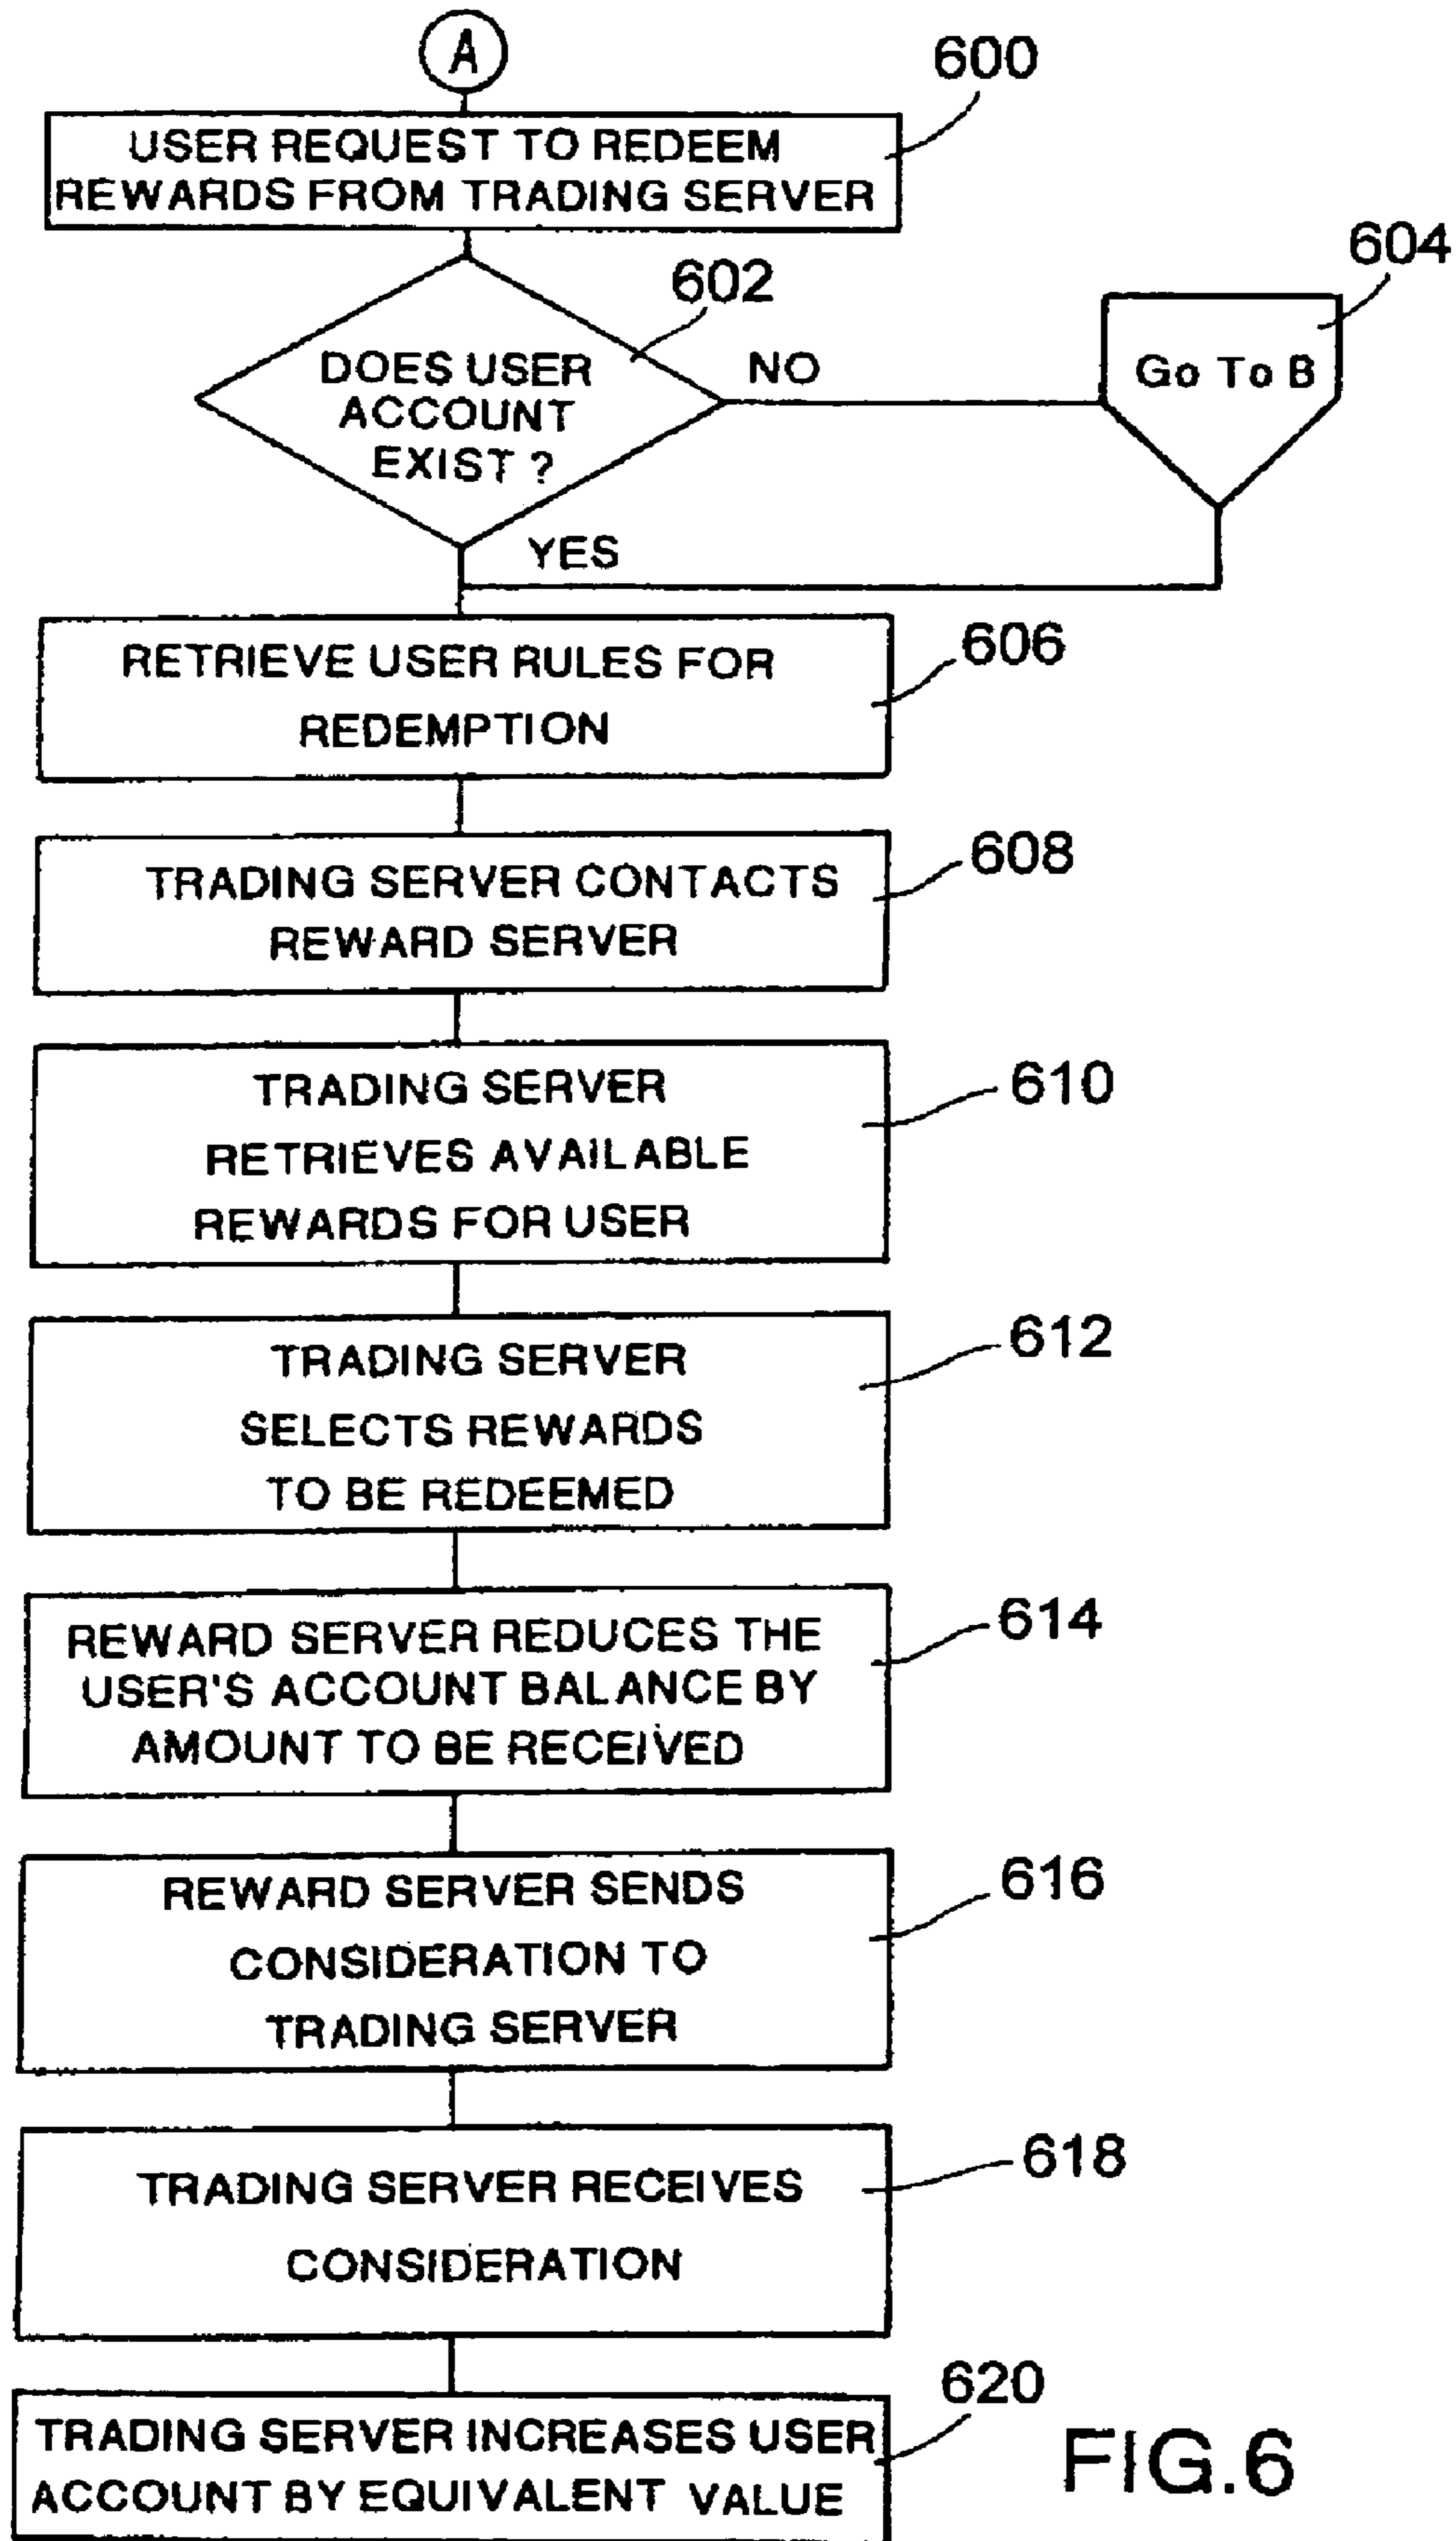 A
600
USER REQUEST TO REDEEM
REWARDS FROM TRADING SERVER
602
604
DOES USER
ACCOUNT
EXIST ?
NO
Go To B
YES
606
RETRIEVE USER RULES FOR
REDEMPTION
608
TRADING SERVER CONTACTS
REWARD SERVER
610
TRADING SERVER
RETRIEVES AVAILABLE
REWARDS FOR USER
612
TRADING SERVER
SELECTS REWARDS
TO BE REDEEMED
614
REWARD SERVER REDUCES THE
USER'S ACCOUNT BALANCE BY
AMOUNT TO BE RECEIVED
616
REWARD SERVER SENDS
CONSIDERATION TO
TRADING SERVER
618
TRADING SERVER RECEIVES
CONSIDERATION
620
TRADING SERVER INCREASES USER
ACCOUNT BY EQUIVALENT VALUE
FIG.6